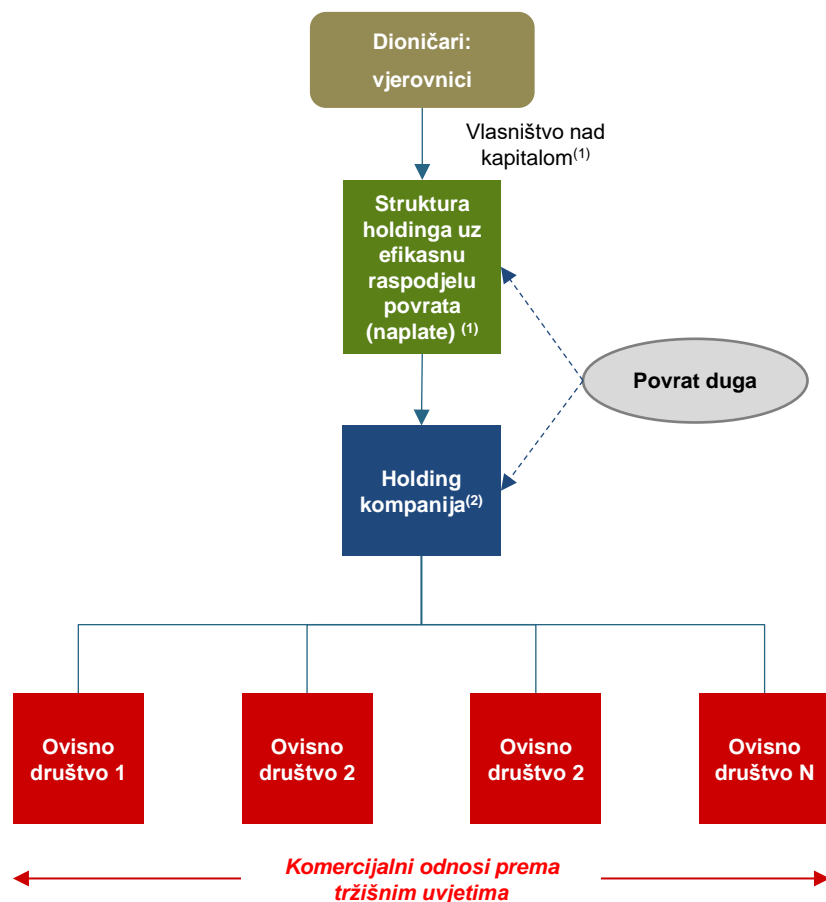 Dioničari:
vjerovnici
Vlasništvo nad
kapitalom(1)
Struktura
holdinga uz
efikasnu
raspodjelu
povrata
(naplate) (1)
Povrat duga
Holding
kompanija(2)
Ovisno
društvo 1
Ovisno
društvo 2
Ovisno
društvo 2
Ovisno
društvo N
Komercijalni odnosi prema
tržišnim uvjetima